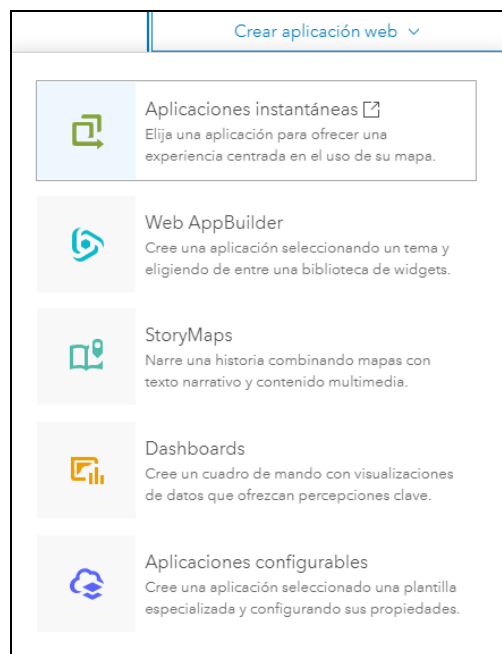 Crear aplicación web
Aplicaciones instantáneas
Elija una aplicación para ofrecer una
experiencia centrada en el uso de su mapa.
Web AppBuilder
Cree una aplicación seleccionando un tema y
eligiendo de entre una biblioteca de widgets.
StoryMaps
Narre una historia combinando mapas con
texto narrativo y contenido multimedia.
Dashboards
Cree un cuadro de mando con visualizaciones
de datos que ofrezcan percepciones clave.
Aplicaciones configurables
Cree una aplicación seleccionado una plantilla
especializada y configurando sus propiedades.